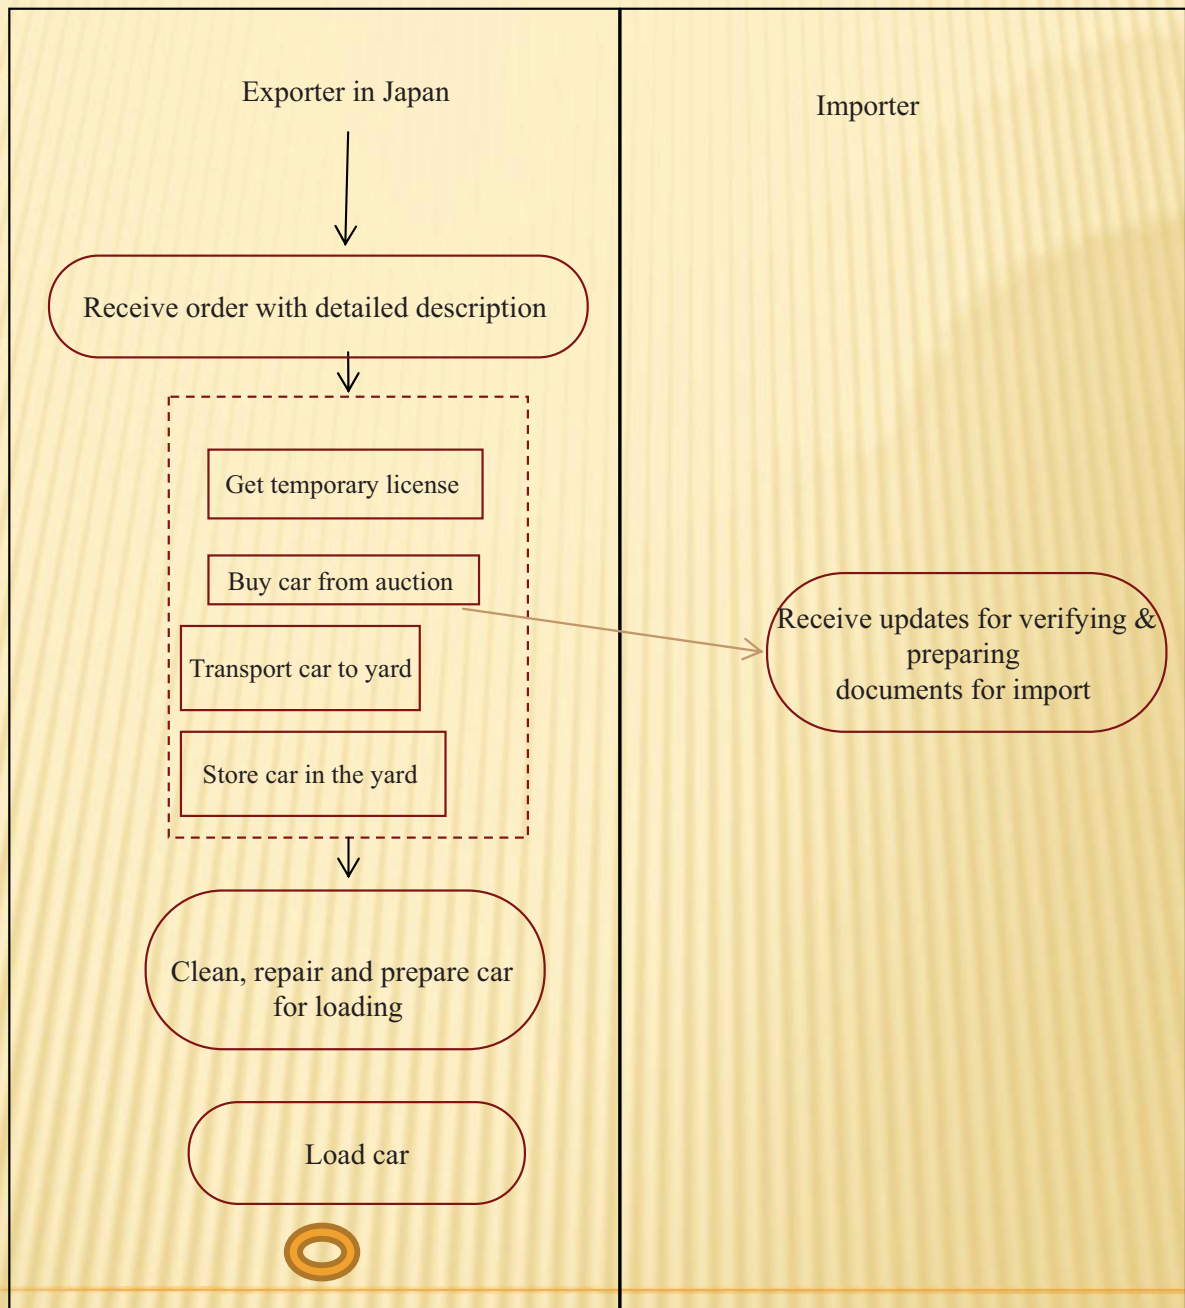 Exporter in Japan
Importer
Receive order with detailed description
Get temporary license
Buy car from auction
Transport car to yard
Store car in the yard
Receive updates for verifying &
preparing
documents for import
Clean, repair and prepare car
for loading
Load car